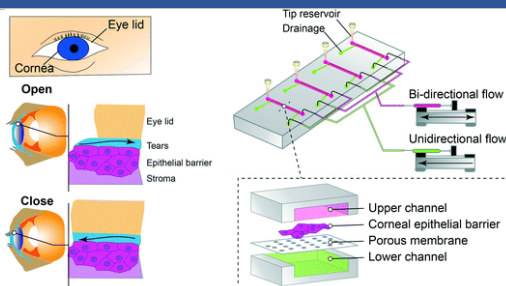 Eye lid
Cornea
Open
Eye lid
Tears
Epithelial barrier
Stroma
Close
Tip reservoir
Drainage
Bi-directional flow
Unidirectional flow
Upper channel
Corneal epithelial barrier
Porous membrane
Lower channel